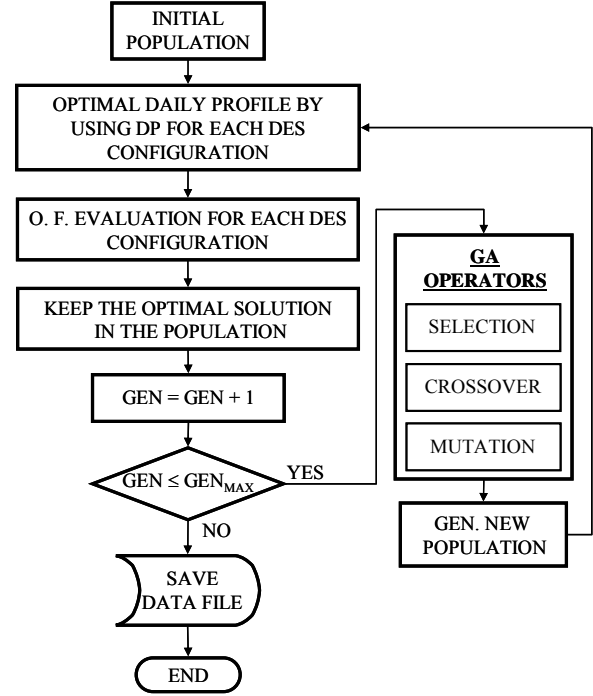 INITIAL
POPULATION
OPTIMAL DAILY PROFILE BY
USING DP FOR EACH DES
CONFIGURATION
O. F. EVALUATION FOR EACH DES
CONFIGURATION
KEEP THE OPTIMAL SOLUTION
IN THE POPULATION
GEN = GEN + 1
GEN ≤ GENMAX
YES
NO
SAVE
DATA FILE
END
GA
OPERATORS
SELECTION
CROSSOVER
MUTATION
GEN. NEW
POPULATION